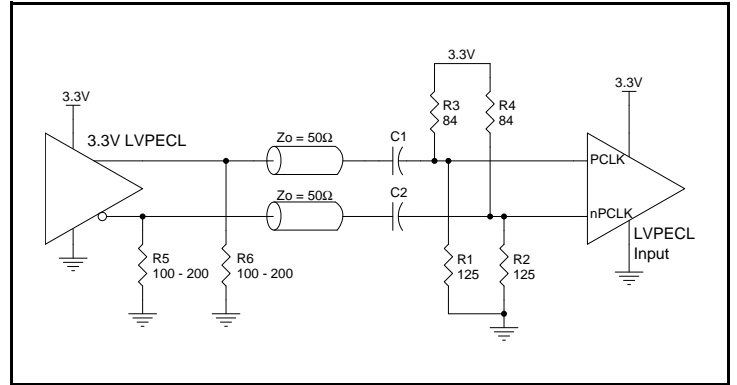 3.3V
3.3V
3.3V
R3
84
R4
84
3.3V LVPECL
Zo = 50Ω
C1
PCLK
Zo = 50Ω
C2
nPCLK
LVPECL
Input
R5
100 - 200
R6
100 - 200
R1
125
R2
125